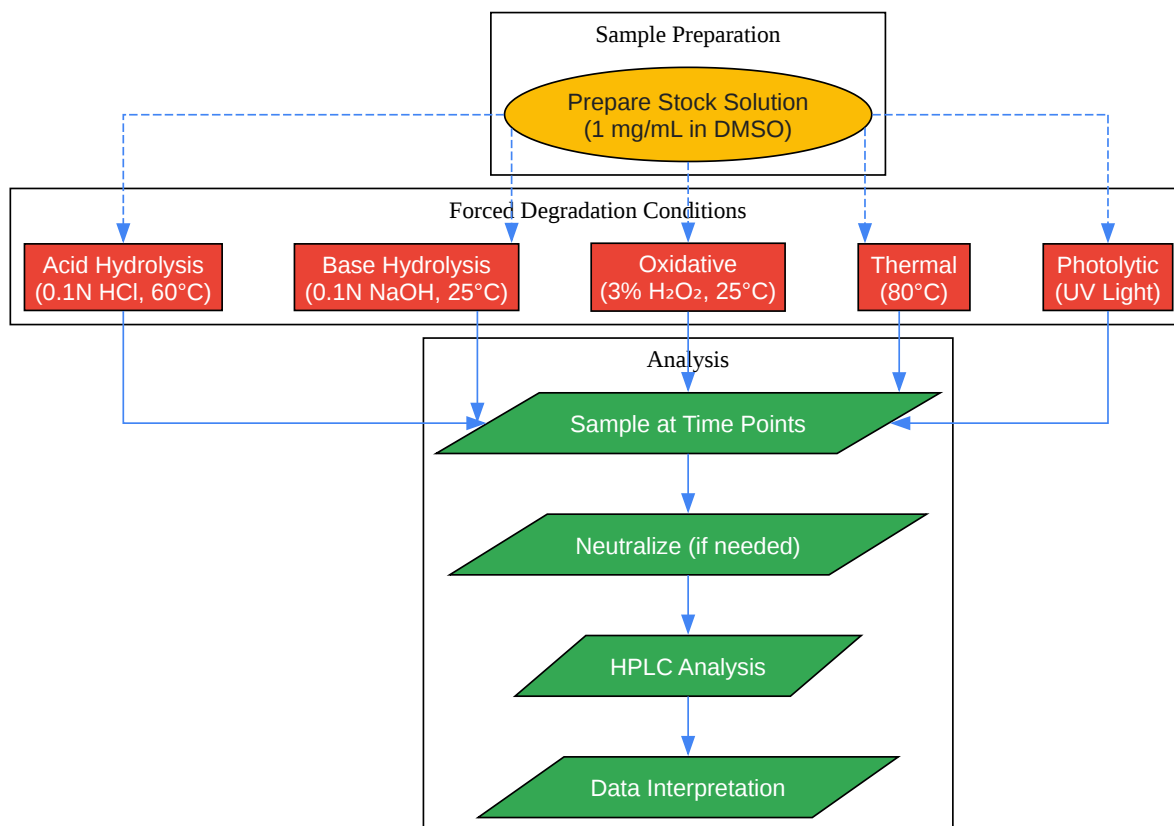 Sample Preparation
Prepare Stock Solution
(1 mg/mL in DMSO)
Forced Degradation Conditions
Acid Hydrolysis
(0.1N HCl, 60°C)
Base Hydrolysis
(0.1N NaOH, 25°C)
Oxidative
(3% H₂O₂, 25°C)
Thermal
(80°C)
Photolytic
(UV Light)
Analysis
Sample at Time Points
Neutralize (if needed)
HPLC Analysis
Data Interpretation